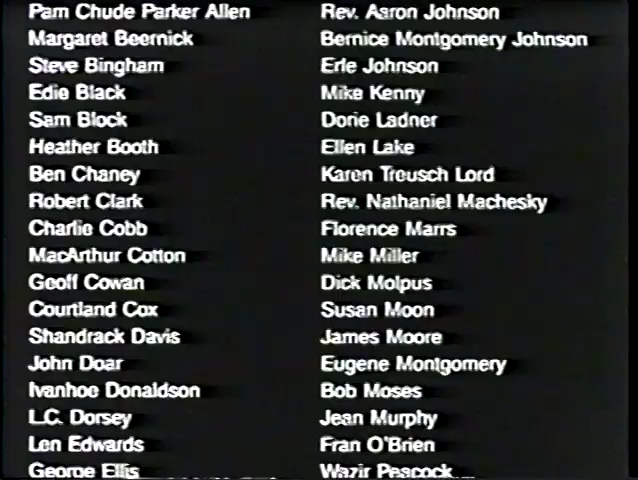 Pam Chude Parker Allen
Margaret Beernick
Steve Bingham
Edie Black
Sam Block
Heather Booth
Ben Chaney
Robert Clark
Charlie Cobb
MacArthur Cotton
Geoff Cowan
Courtland Cox
Shandrack Davis
John Doar
Ivanhoe Donaldson
L.C. Dorsey
Len Edwards
George Ellis
Rev. Aaron Johnson
Bernice Montgomery Johnson
Erle Johnson
Mike Kenny
Dorie Ladner
Ellen Lake
Karen Treusch Lord
Rev. Nathaniel Machesky
Florence Marrs
Mike Miller
Dick Molpus
Susan Moon
James Moore
Eugene Montgomery
Bob Moses
Jean Murphy
Fran O'Brien
Wazir Peacock